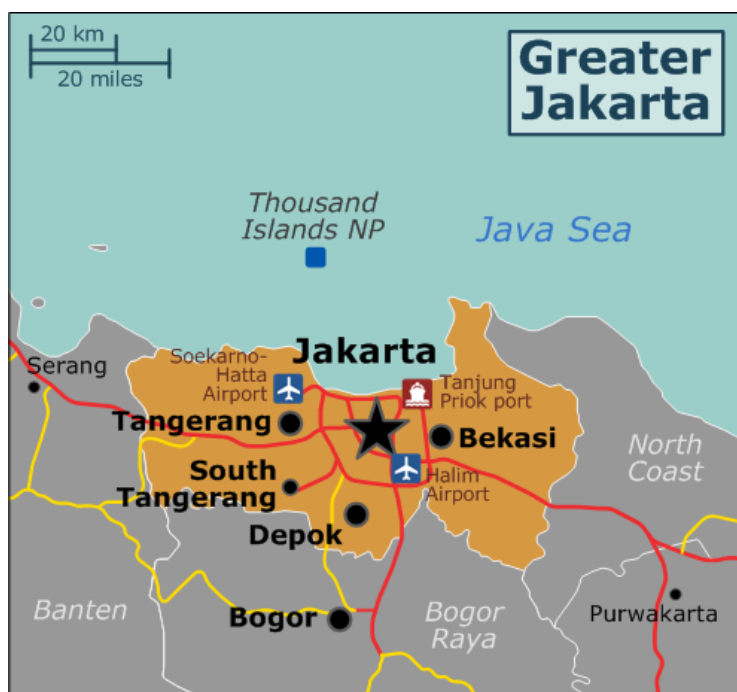 20 km
20 miles
Greater
Jakarta
Thousand
Islands NP
Java Sea
Jakarta
Soekarno-
Hatta
Airport
Tanjung
Priok port
Serang
Tangerang
Bekasi
North
Coast
South
Tangerang
Halim
Airport
Depok
Banten
Bogor
Bogor
Raya
Purwakarta